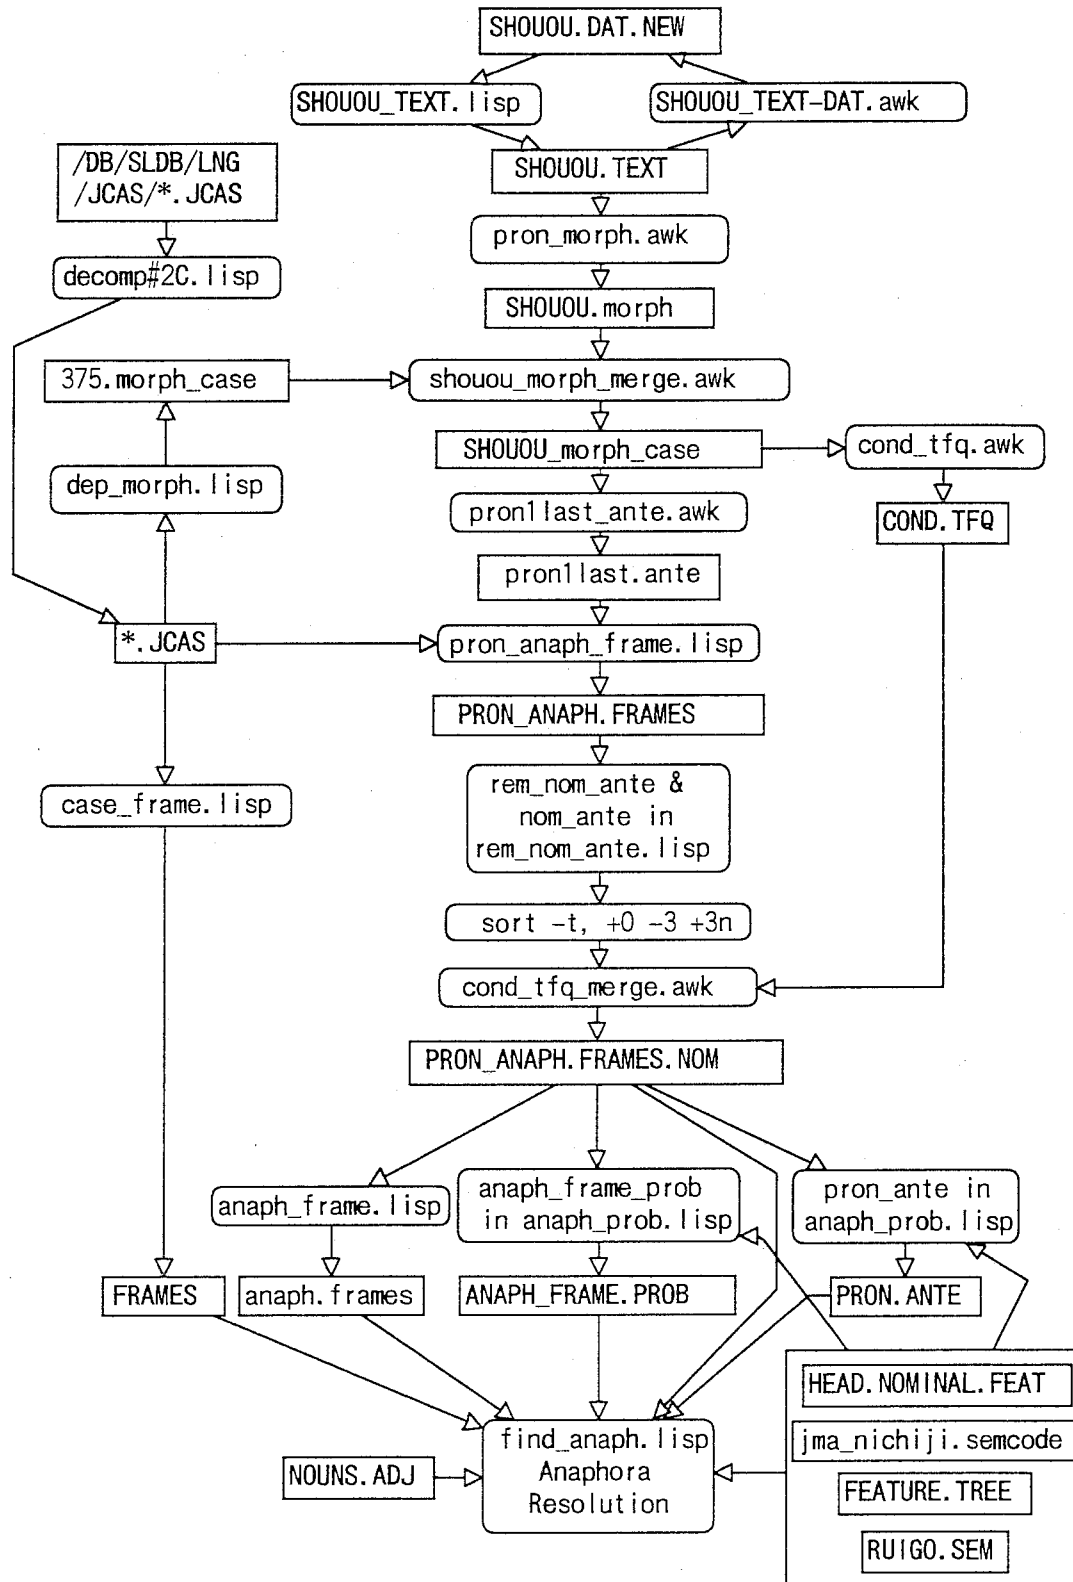 SHOUOU.DAT.NEW
SHOUOU_TEXT.lisp
SHOUOU_TEXT-DAT.awk
/DB/SLDB/LNG
/JCAS/*.JCAS
SHOUOU.TEXT
pron_morph.awk
decomp#2C.lisp
SHOUOU.morph
375.morph_case
shouou_morph_merge.awk
SHOUOU_morph_case
cond_tfq.awk
dep_morph.lisp
pron1last_ante.awk
COND.TFQ
pron1last.ante
*.JCAS
pron_anaph_frame.lisp
PRON_ANAPH.FRAMES
rem_nom_ante &
nom_ante in
rem_nom_ante.lisp
case_frame.lisp
sort -t, +0 -3 +3n
cond_tfq_merge.awk
PRON_ANAPH.FRAMES.NOM
anaph_frame.lisp
anaph_frame_prob
in anaph_prob.lisp
pron_ante in
anaph_prob.lisp
FRAMES
anaph.frames
ANAPH_FRAME.PROB
PRON.ANTE
HEAD.NOMINAL.FEAT
jma_nichiji.semcode
FEATURE.TREE
RUIGO.SEM
NOUNS.ADJ
find_anaph.lisp
Anaphora
Resolution